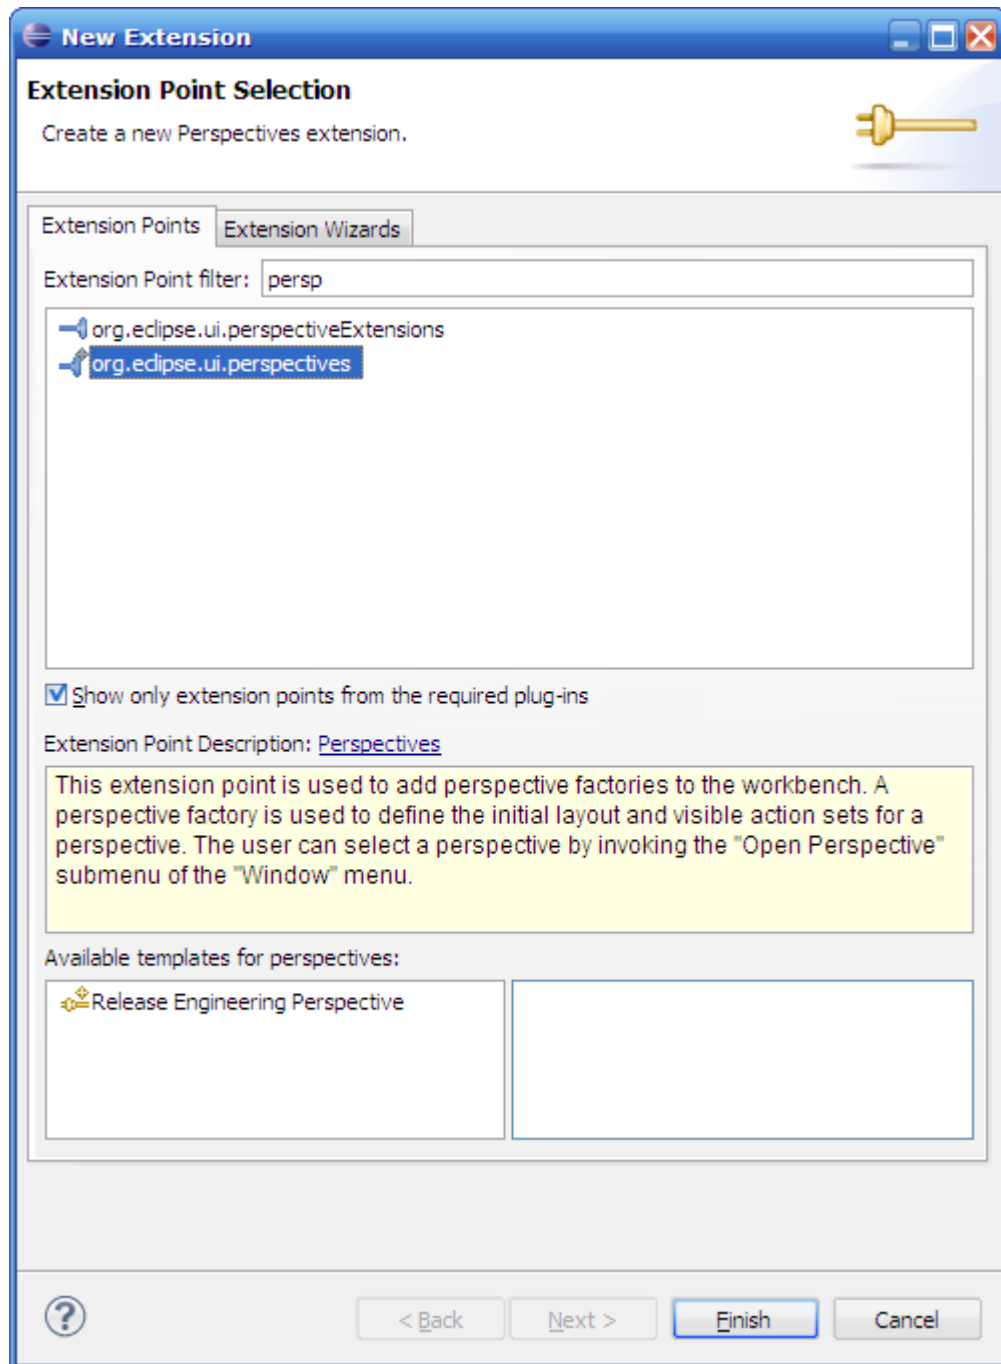 New Extension
Extension Point Selection
Create a new Perspectives extension.
Extension Points
Extension Wizards
Extension Point filter: persp
org.eclipse.ui.perspectiveExtensions
org.eclipse.ui.perspectives
Show only extension points from the required plug-ins
Extension Point Description: Perspectives
This extension point is used to add perspective factories to the workbench. A
perspective factory is used to define the initial layout and visible action sets for a
perspective. The user can select a perspective by invoking the "Open Perspective"
submenu of the "Window" menu.
Available templates for perspectives:
Release Engineering Perspective
?
< Back
Next >
Finish
Cancel